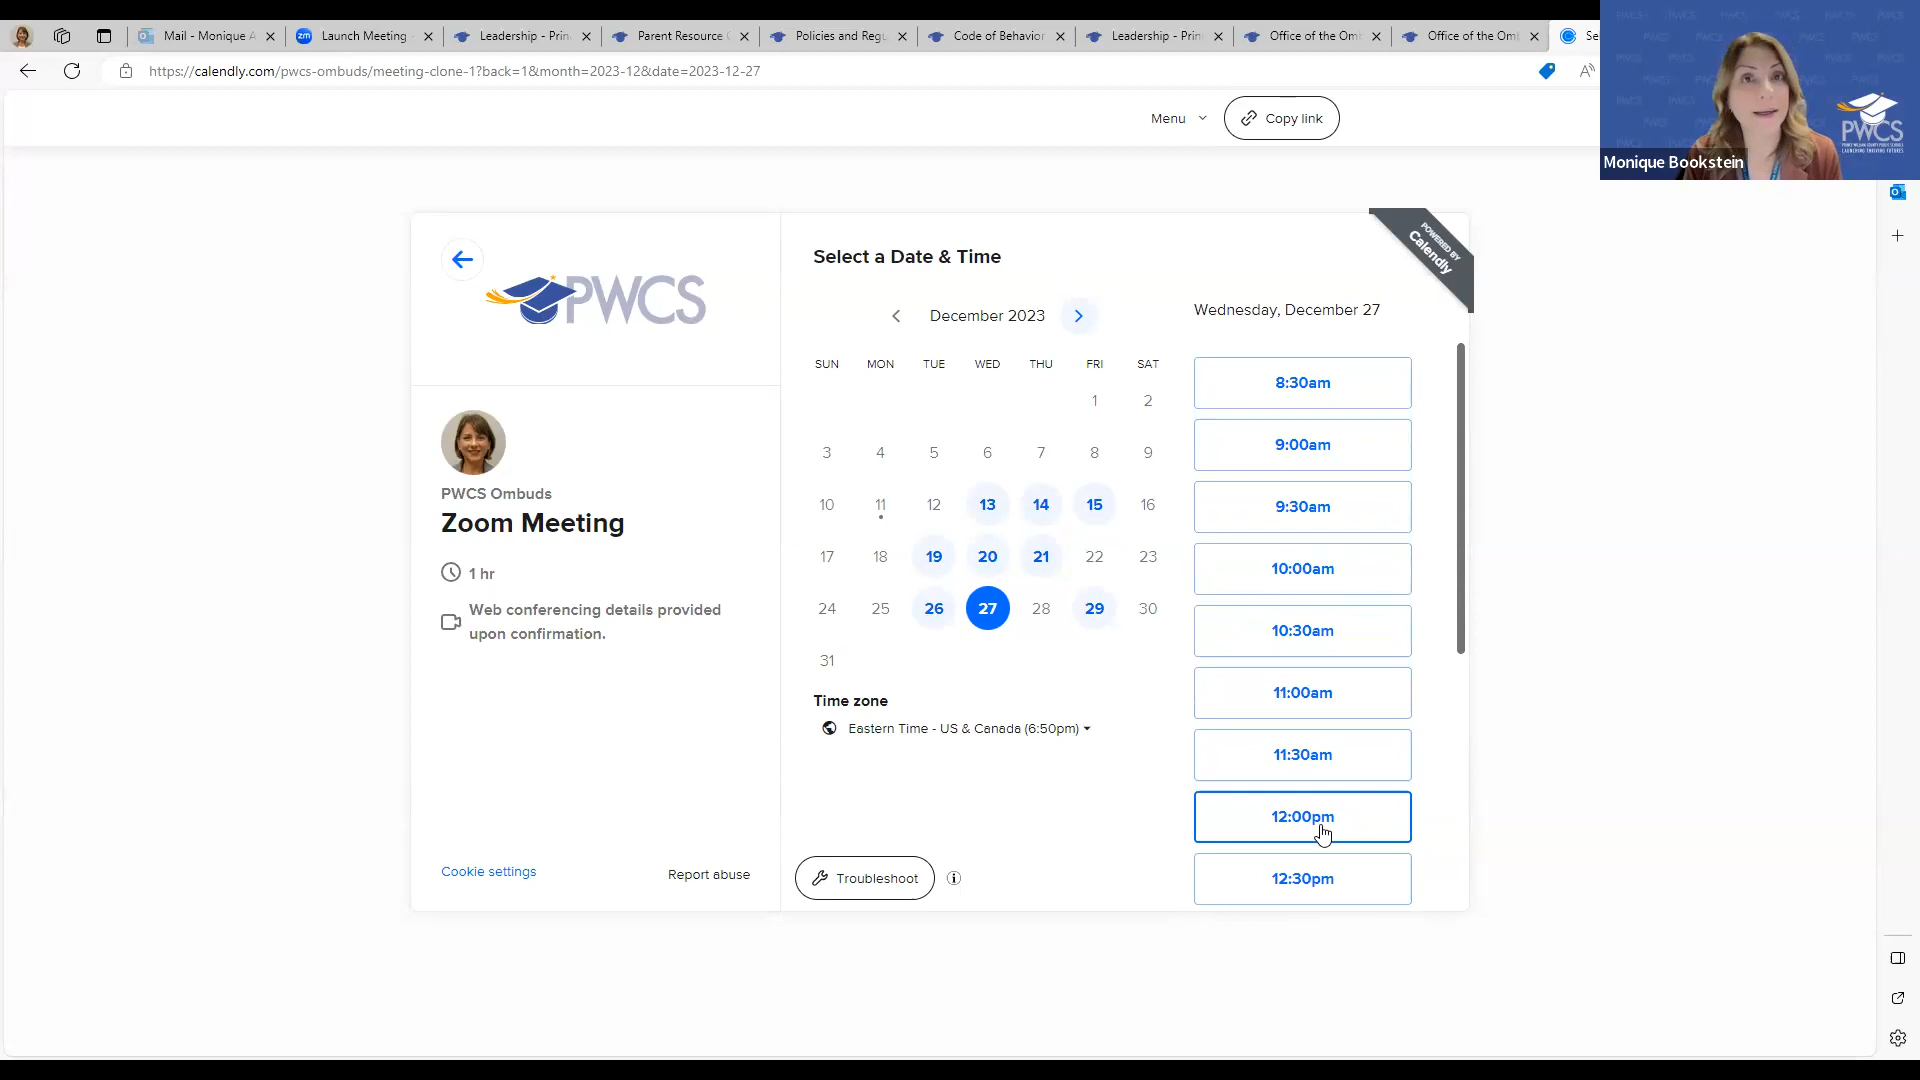 Mail - Monique A
Launch Meeting -
Leadership - Prin
Parent Resource C
Policies and Regu
Code of Behavior
Leadership - Prin
Office of the Om
Office of the Om
Se
https://calendly.com/pwcs-ombuds/meeting-clone-1?back=1&month=2023-12&date=2023-12-27
PWCS
Monique Bookstein
Menu
Copy link
POWERED BY
Calendly
PWCS
PWCS Ombuds
Zoom Meeting
1 hr
Web conferencing details provided
upon confirmation.
Cookie settings
Report abuse
Select a Date & Time
December 2023
SUN MON TUE WED THU FRI SAT
1 2
3 4 5 6 7 8 9
10 11 12 13 14 15 16
17 18 19 20 21 22 23
24 25 26 27 28 29 30
31
Time zone
Eastern Time - US & Canada (6:50pm)
Troubleshoot
Wednesday, December 27
8:30am
9:00am
9:30am
10:00am
10:30am
11:00am
11:30am
12:00pm
12:30pm